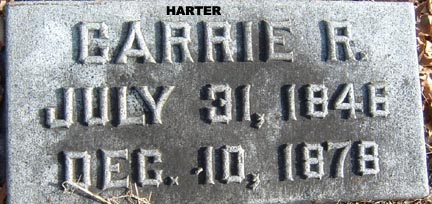 HARTER
CARRIE R.
JULY 31, 1846
DEC. 10, 1878